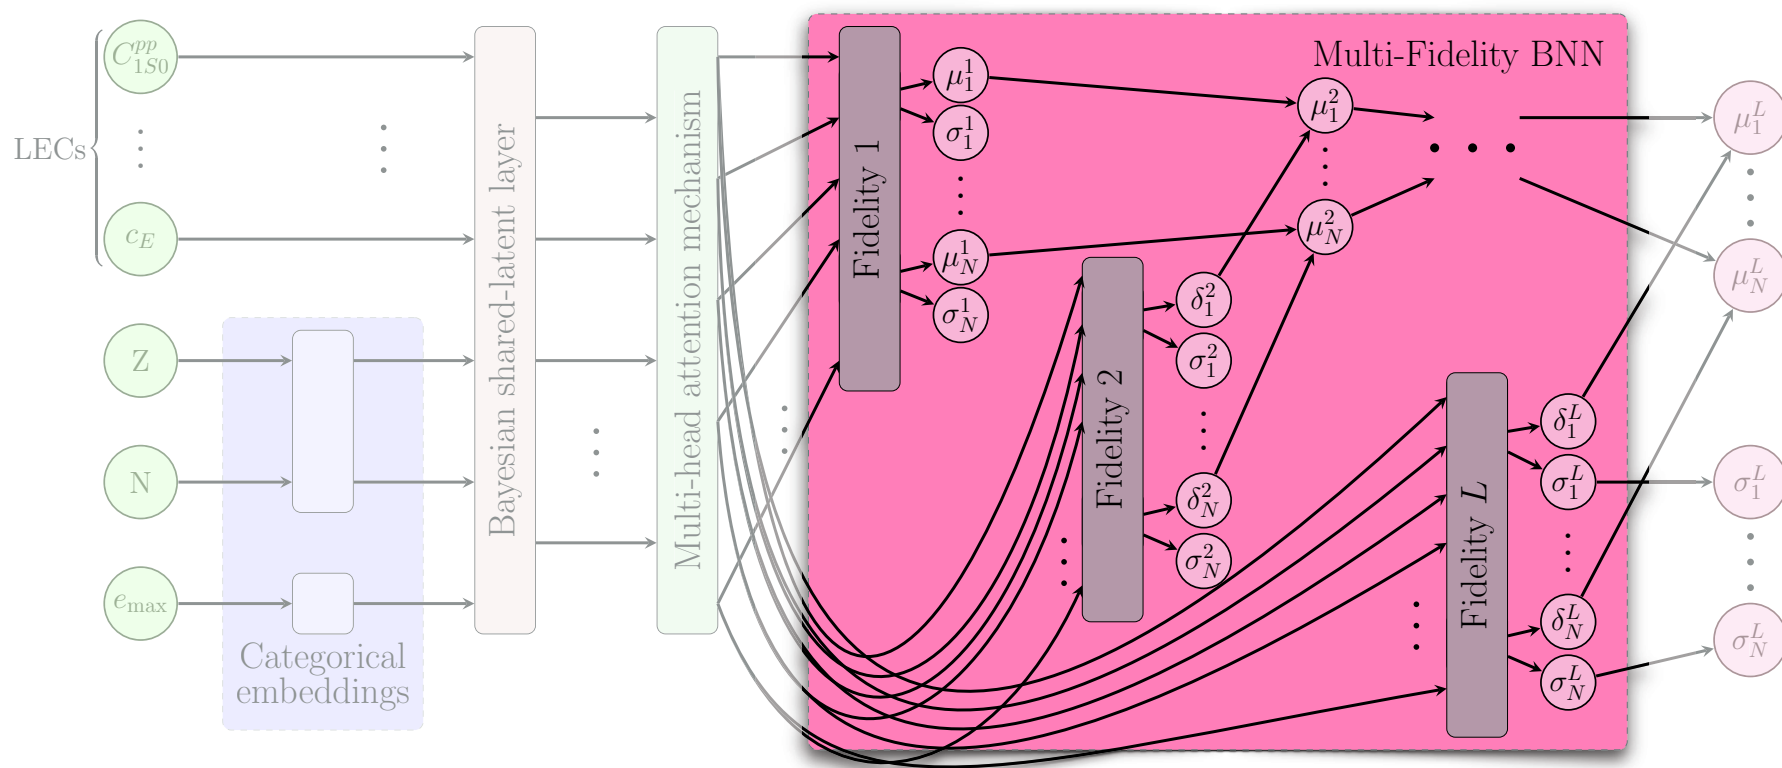 LECs
C^{pp}_{1S0}
c_E
Z
N
e_max
Categorical
embeddings
Bayesian shared-latent layer
Multi-head attention mechanism
Multi-Fidelity BNN
Fidelity 1
μ^1_1
σ^1_1
μ^1_N
σ^1_N
Fidelity 2
δ^2_1
σ^2_1
δ^2_N
σ^2_N
μ^2_1
μ^2_N
Fidelity L
δ^L_1
σ^L_1
δ^L_N
σ^L_N
μ^L_1
μ^L_N
σ^L_1
σ^L_N